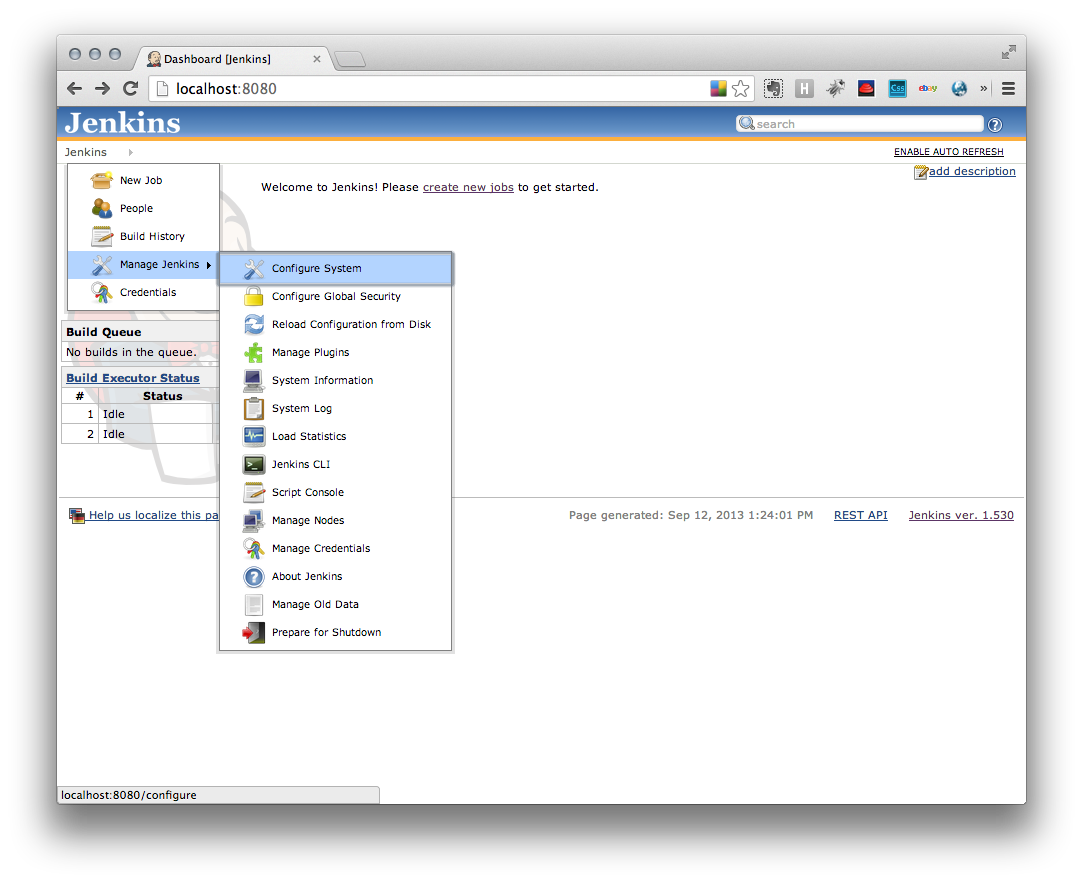 Dashboard [Jenkins]
localhost:8080
H
Css
ebay
»
Jenkins
search
?
Jenkins
ENABLE AUTO REFRESH
add description
New Job
People
Build History
Manage Jenkins
Credentials
Welcome to Jenkins! Please create new jobs to get started.
Configure System
Configure Global Security
Reload Configuration from Disk
Manage Plugins
System Information
System Log
Load Statistics
Jenkins CLI
Script Console
Manage Nodes
Manage Credentials
About Jenkins
Manage Old Data
Prepare for Shutdown
Build Queue
No builds in the queue.
Build Executor Status
# Status
1 Idle
2 Idle
Help us localize this pa
Page generated: Sep 12, 2013 1:24:01 PM REST API Jenkins ver. 1.530
localhost:8080/configure